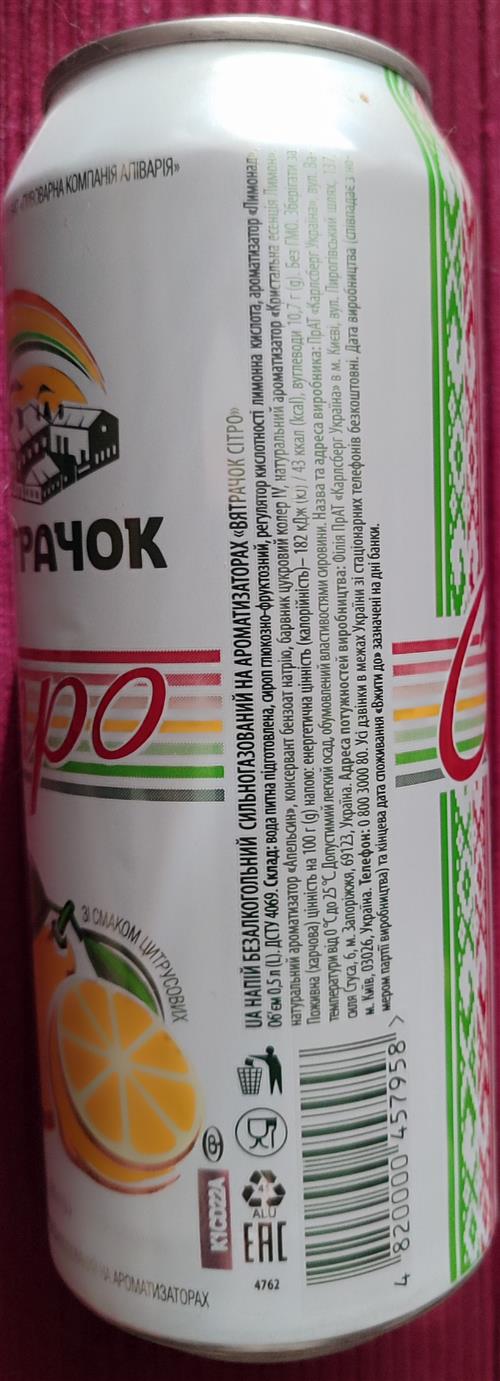 ПИВОВАРНА КОМПАНІЯ АЛІВАРІЯ»
ТРАЧОК
ро
ЗІ СМАКОМ ЦИТРУСОВИХ
НА АРОМАТИЗАТОРАХ
UA НАПІЙ БЕЗАЛКОГОЛЬНИЙ СИЛЬНОГАЗОВАНИЙ НА АРОМАТИЗАТОРАХ «ВЯТРАЧОК СІТРО»
Об'єм 0,5 л (L). ДСТУ 4069. Склад: вода питна підготовлена, сироп глюкозно-фруктозний, регулятор кислотності лимонна кислота, ароматизатор «Лимонад»,
натуральний ароматизатор «Апельсин», консервант бензоат натрію, барвник цукровий колер IV, натуральний ароматизатор «Кристальна есенція Лимон»
Поживна (харчова) цінність на 100 г (g) напою: енергетична цінність (калорійність) – 182 кДж (kJ) / 43 ккал (kcal), вуглеводи 10,7 г (g). Без ГМО. Зберігати за
температури від 0 °С до 25 °С. Допустимий легкий осад, обумовлений властивостями сировини. Назва та адреса виробника: ПрАТ «Карлсберг Україна», вул. Ва-
силя Стуса, 6, м. Запоріжжя, 69123, Україна. Адреса потужностей виробництва: Філія ПрАТ «Карлсберг Україна» в м. Києві, вул. Пирогівський шлях, 137,
м. Київ, 03026, Україна. Телефон: 0 800 3000 80. Усі дзвінки в межах України зі стаціонарних телефонів безкоштовні. Дата виробництва (співпадає з но-
мером партії виробництва) та кінцева дата споживання «Вжити до» зазначені на дні банки.
K1CD22A
41
ALU
EAC
4762
4 820000 457958 >